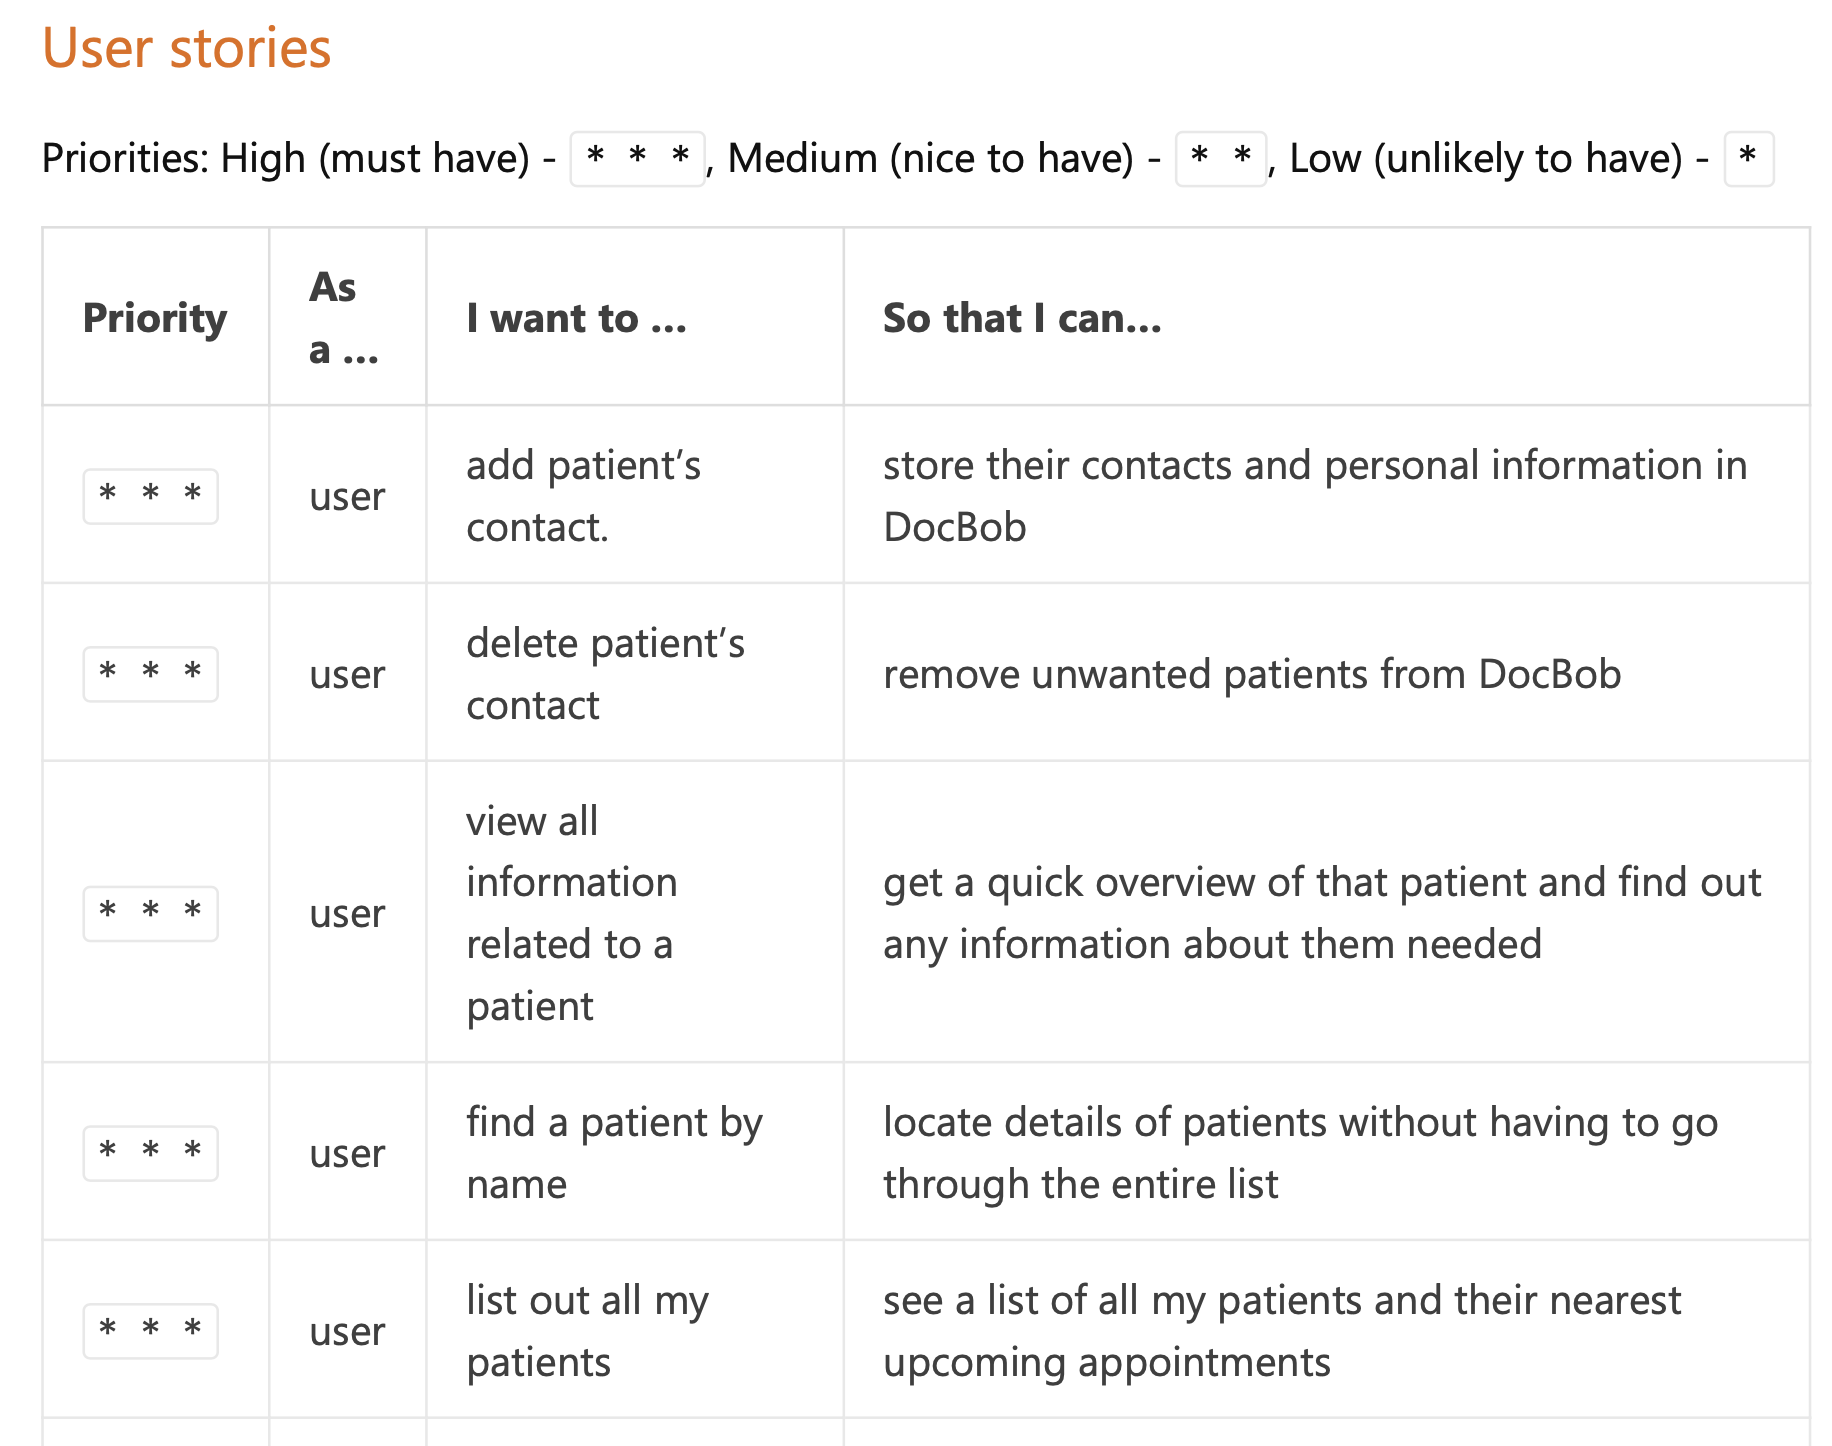 User stories
Priorities: High (must have) - * * *, Medium (nice to have) - * *, Low (unlikely to have) - *
Priority
As
a ...
I want to ...
So that I can...
* * *
user
add patient’s
contact.
store their contacts and personal information in
DocBob
* * *
user
delete patient’s
contact
remove unwanted patients from DocBob
* * *
user
view all
information
related to a
patient
get a quick overview of that patient and find out
any information about them needed
* * *
user
find a patient by
name
locate details of patients without having to go
through the entire list
* * *
user
list out all my
patients
see a list of all my patients and their nearest
upcoming appointments